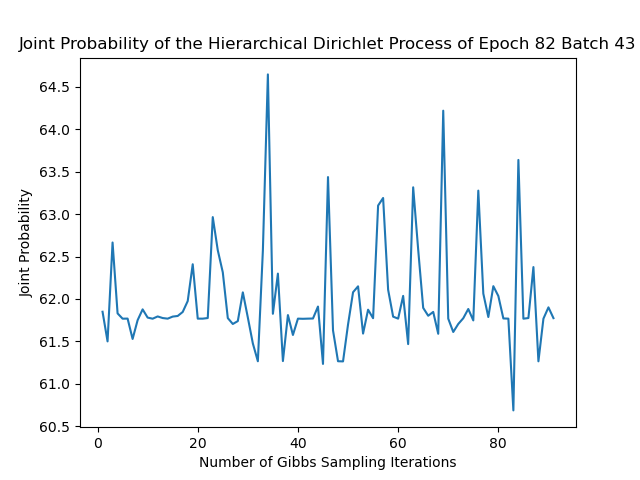 Joint Probability of the Hierarchical Dirichlet Process of Epoch 82 Batch 43
64.5
64.0
63.5
63.0
62.5
62.0
61.5
61.0
60.5
Joint Probability
0 20 40 60 80
Number of Gibbs Sampling Iterations